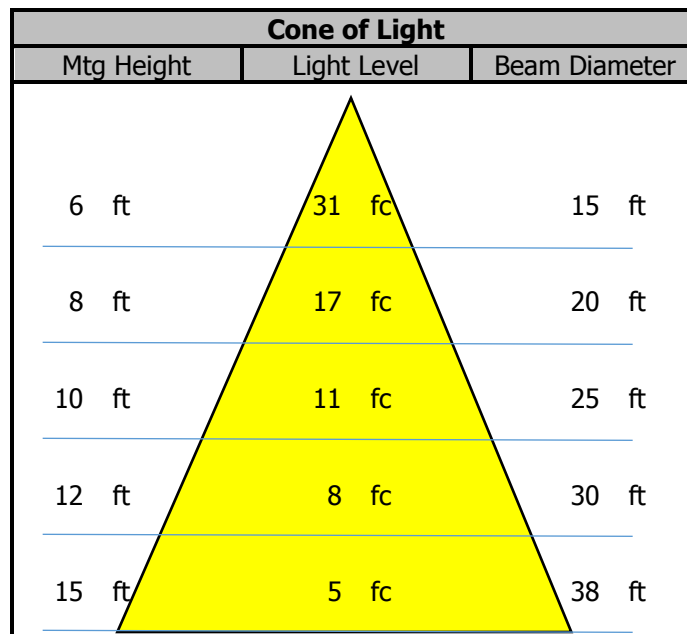 Cone of Light
Mtg Height Light Level Beam Diameter
6 ft 31 fc 15 ft
8 ft 17 fc 20 ft
10 ft 11 fc 25 ft
12 ft 8 fc 30 ft
15 ft 5 fc 38 ft